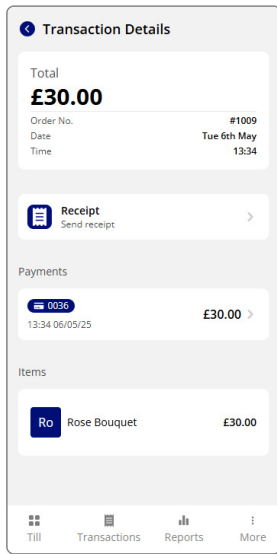 Transaction Details
Total
£30.00
Order No. #1009
Date Tue 6th May
Time 13:34
Receipt
Send receipt
Payments
0036
13:34 06/05/25 £30.00
Items
Ro Rose Bouquet £30.00
Till Transactions Reports More